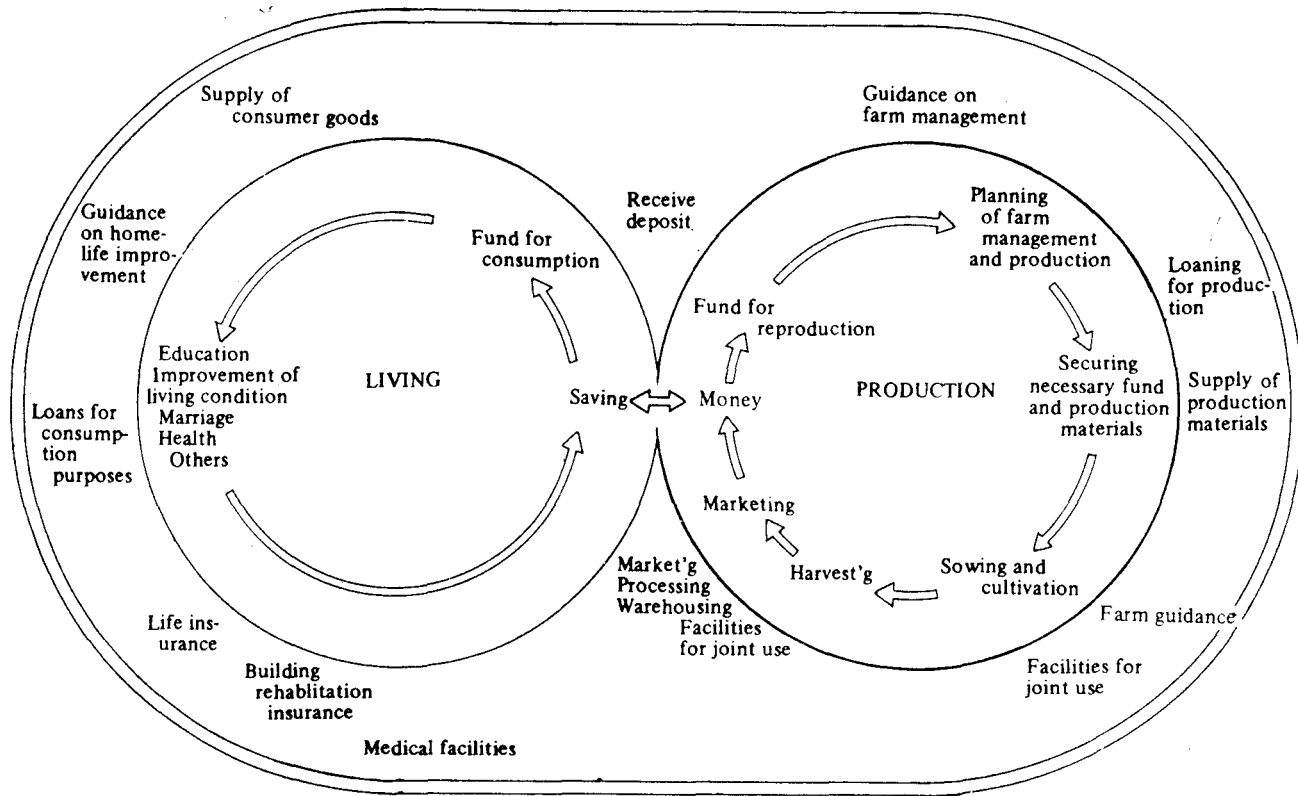 Supply of
consumer goods
Guidance
on home-
life impro-
vement
Loans for
consump-
tion
purposes
Life ins-
urance
Building
rehablitation
insurance
Medical facilities
Fund for
consumption
Education
Improvement of
living condition
Marriage
Health
Others
LIVING
Saving
Receive
deposit
Market'g
Processing
Warehousing
Facilities
for joint use
Money
Fund for
reproduction
Planning
of farm
management
and production
Securing
necessary fund
and production
materials
Sowing and
cultivation
Harvest'g
Marketing
PRODUCTION
Guidance on
farm management
Loaning
for produc-
tion
Supply of
production
materials
Farm guidance
Facilities for
joint use